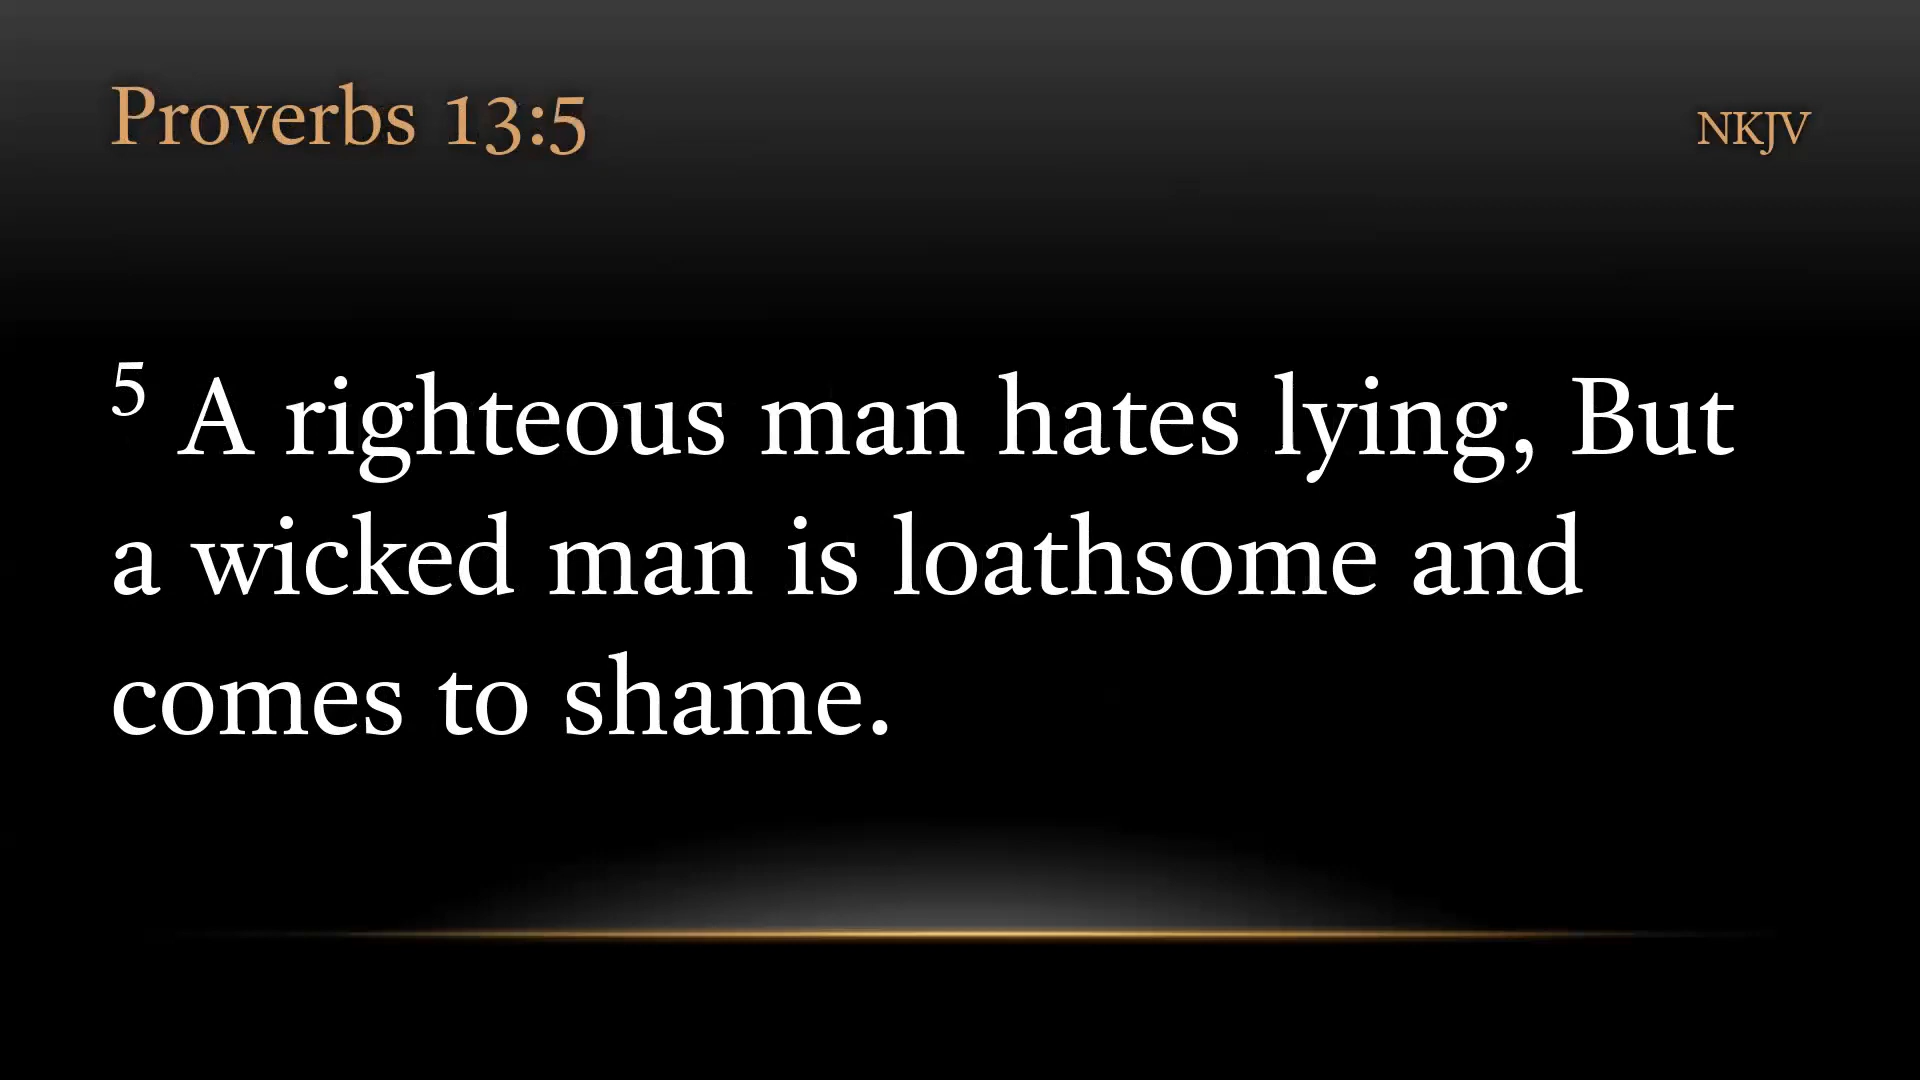 Proverbs 13:5
NKJV
5 A righteous man hates lying, But
a wicked man is loathsome and
comes to shame.